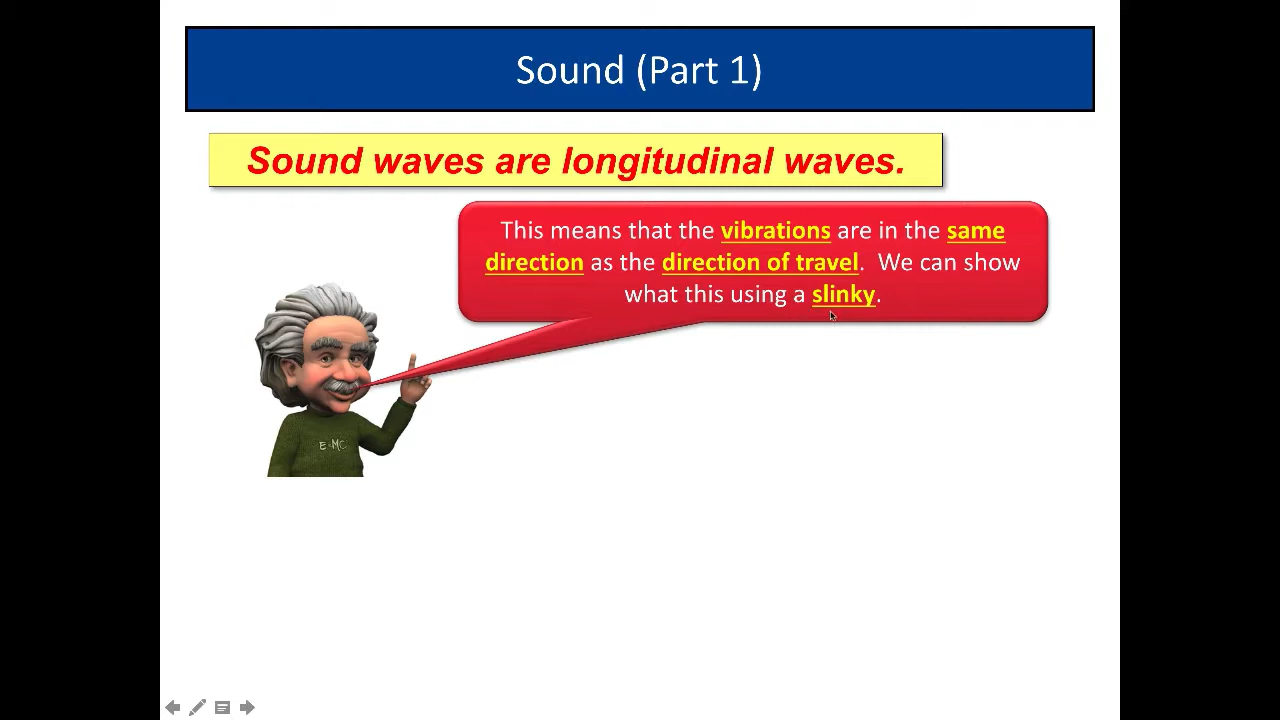 Sound (Part 1)
Sound waves are longitudinal waves.
This means that the vibrations are in the same
direction as the direction of travel. We can show
what this using a slinky.